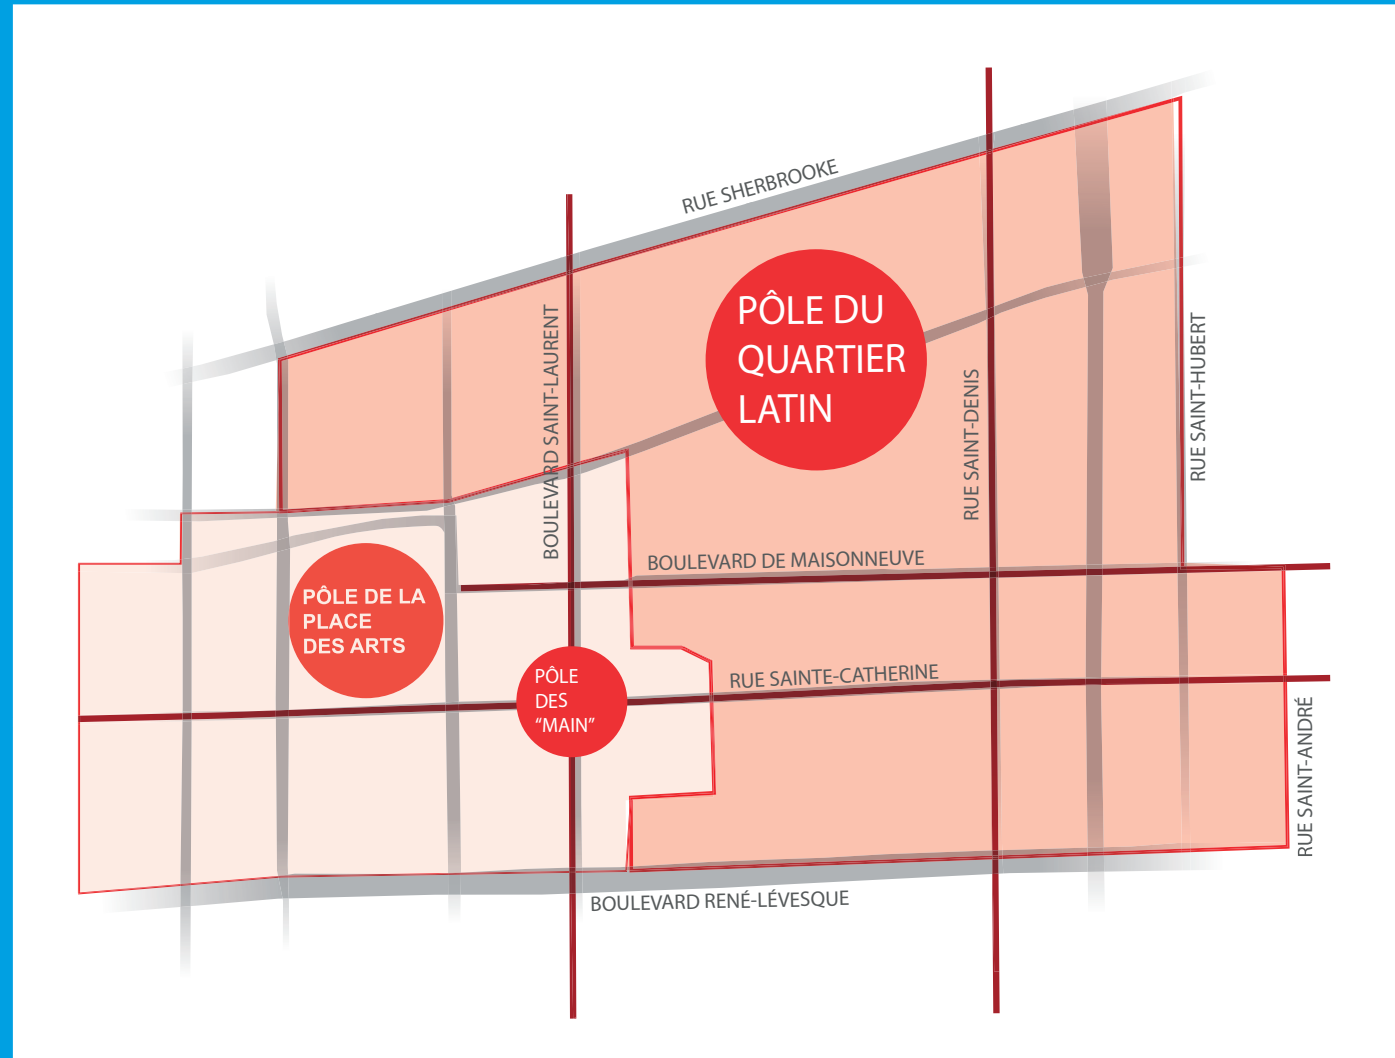 RUE SHERBROOKE
PÔLE DU
QUARTIER
LATIN
BOULEVARD SAINT-LAURENT
RUE SAINT-DENIS
RUE SAINT-HUBERT
BOULEVARD DE MAISONNEUVE
PÔLE DE LA
PLACE
DES ARTS
PÔLE
DES
“MAIN”
RUE SAINTE-CATHERINE
RUE SAINT-ANDRÉ
BOULEVARD RENÉ-LÉVESQUE